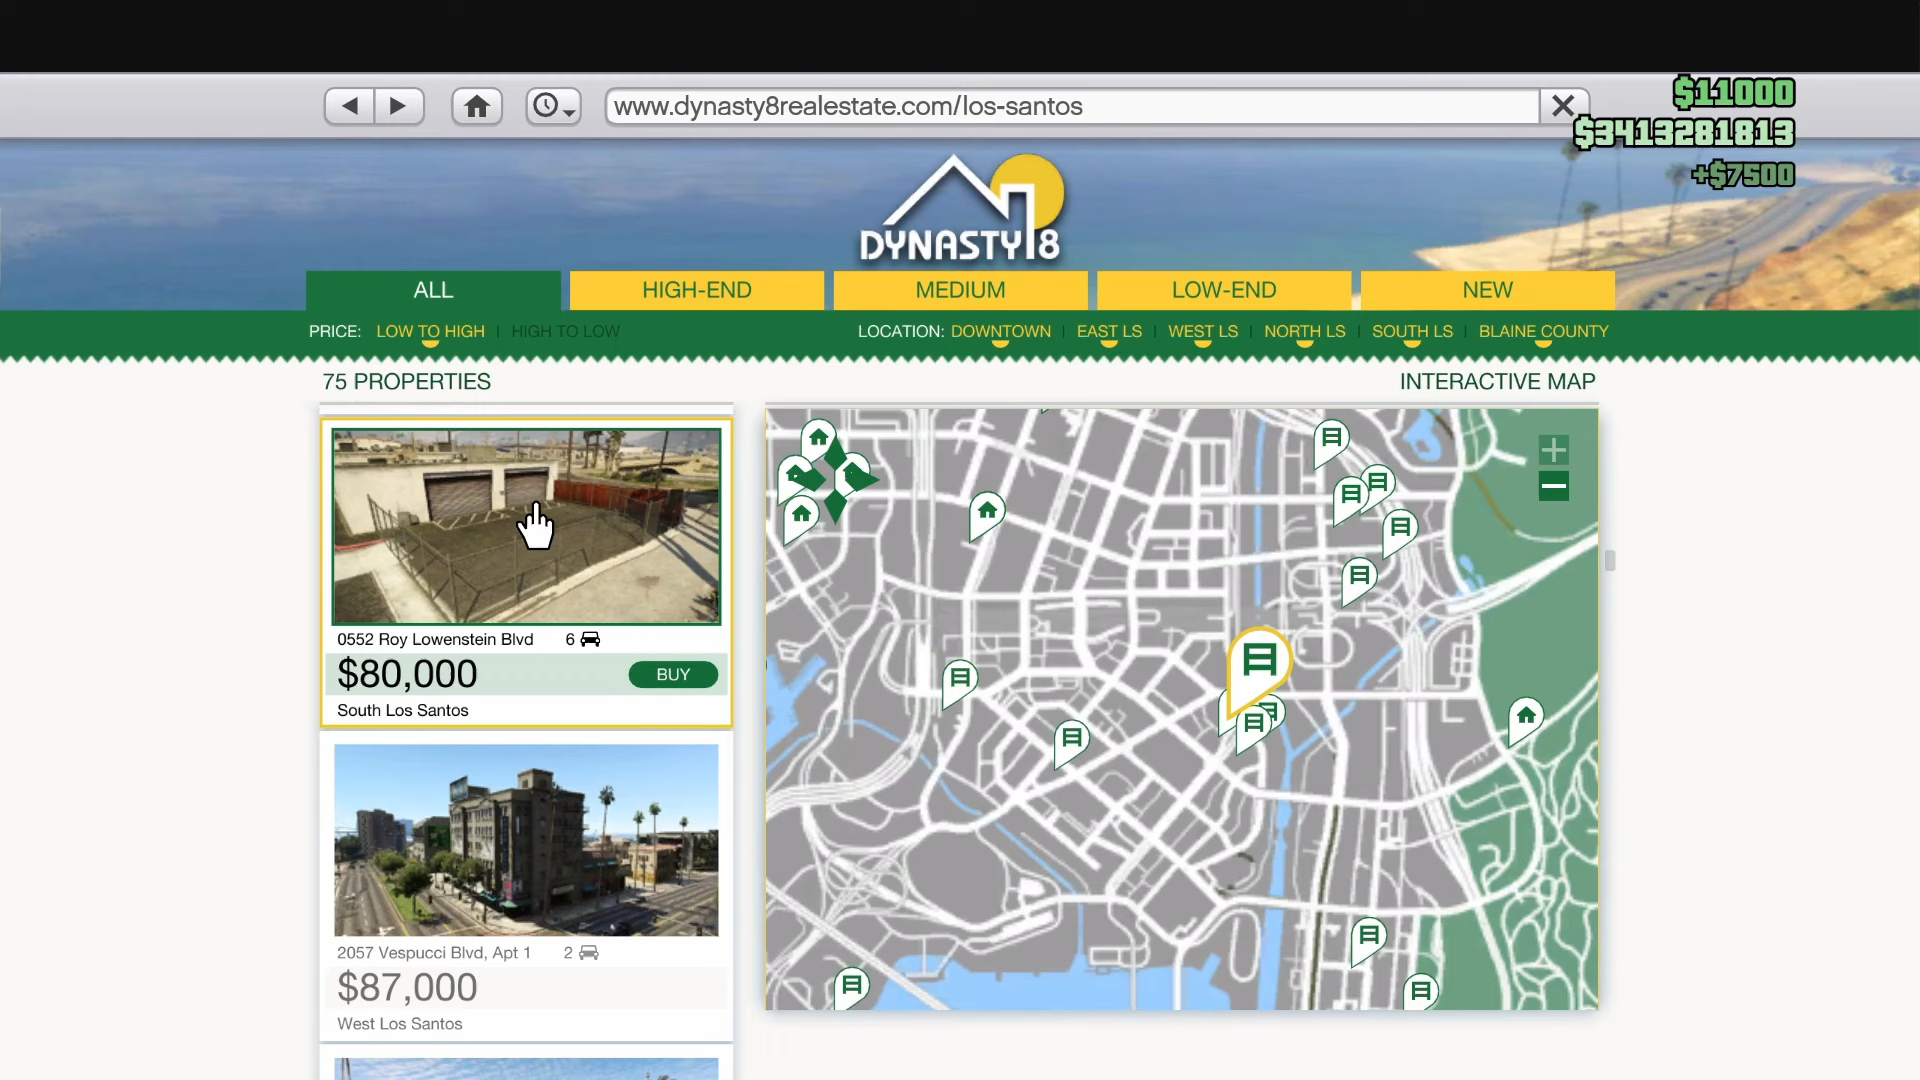 www.dynasty8realestate.com/los-santos
$11000
$3413281813
+$7500
DYNASTY 8
ALL
HIGH-END
MEDIUM
LOW-END
NEW
PRICE: LOW TO HIGH | HIGH TO LOW
LOCATION: DOWNTOWN | EAST LS | WEST LS | NORTH LS | SOUTH LS | BLAINE COUNTY
75 PROPERTIES
INTERACTIVE MAP
0552 Roy Lowenstein Blvd 6
$80,000
BUY
South Los Santos
2057 Vespucci Blvd, Apt 1 2
$87,000
West Los Santos